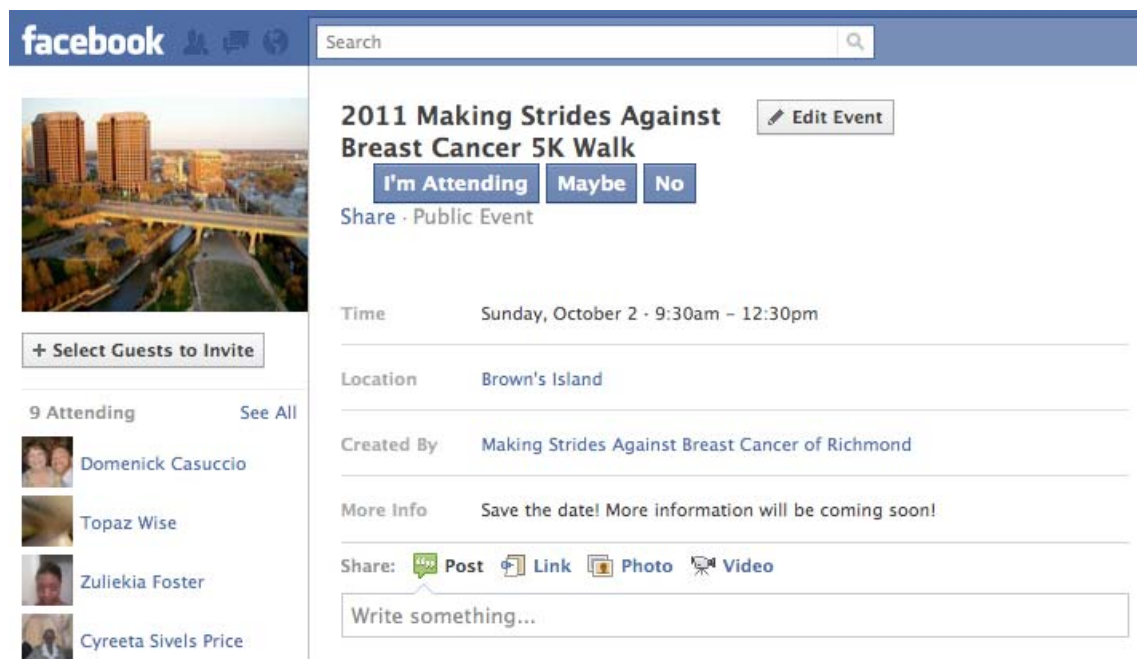 facebook
Search
2011 Making Strides Against
Breast Cancer 5K Walk
Edit Event
I'm Attending Maybe No
Share · Public Event
+ Select Guests to Invite
9 Attending See All
Domenick Casuccio
Topaz Wise
Zuliekia Foster
Cyreeta Sivels Price
Time Sunday, October 2 · 9:30am – 12:30pm
Location Brown's Island
Created By Making Strides Against Breast Cancer of Richmond
More Info Save the date! More information will be coming soon!
Share: Post Link Photo Video
Write something...